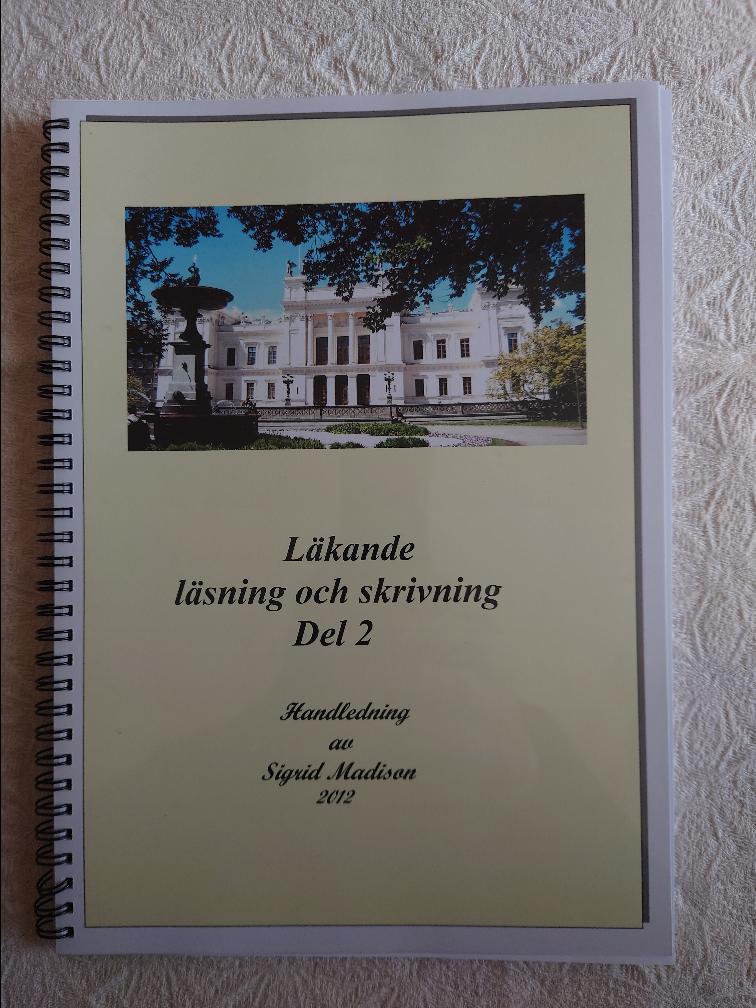 Läkande
läsning och skrivning
Del 2
Handledning
av
Sigrid Madison
2012